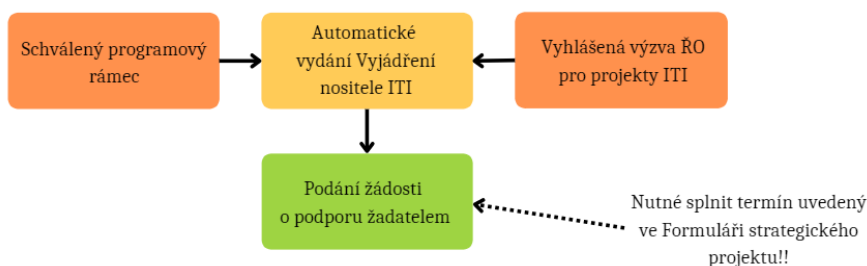 Schválený programový
rámec
Automatické
vydání Vyjádření
nositele ITI
Vyhlášená výzva ŘO
pro projekty ITI
Podání žádosti
o podporu žadatelem
Nutné splnit termín uvedený
ve Formuláři strategického
projektu!!